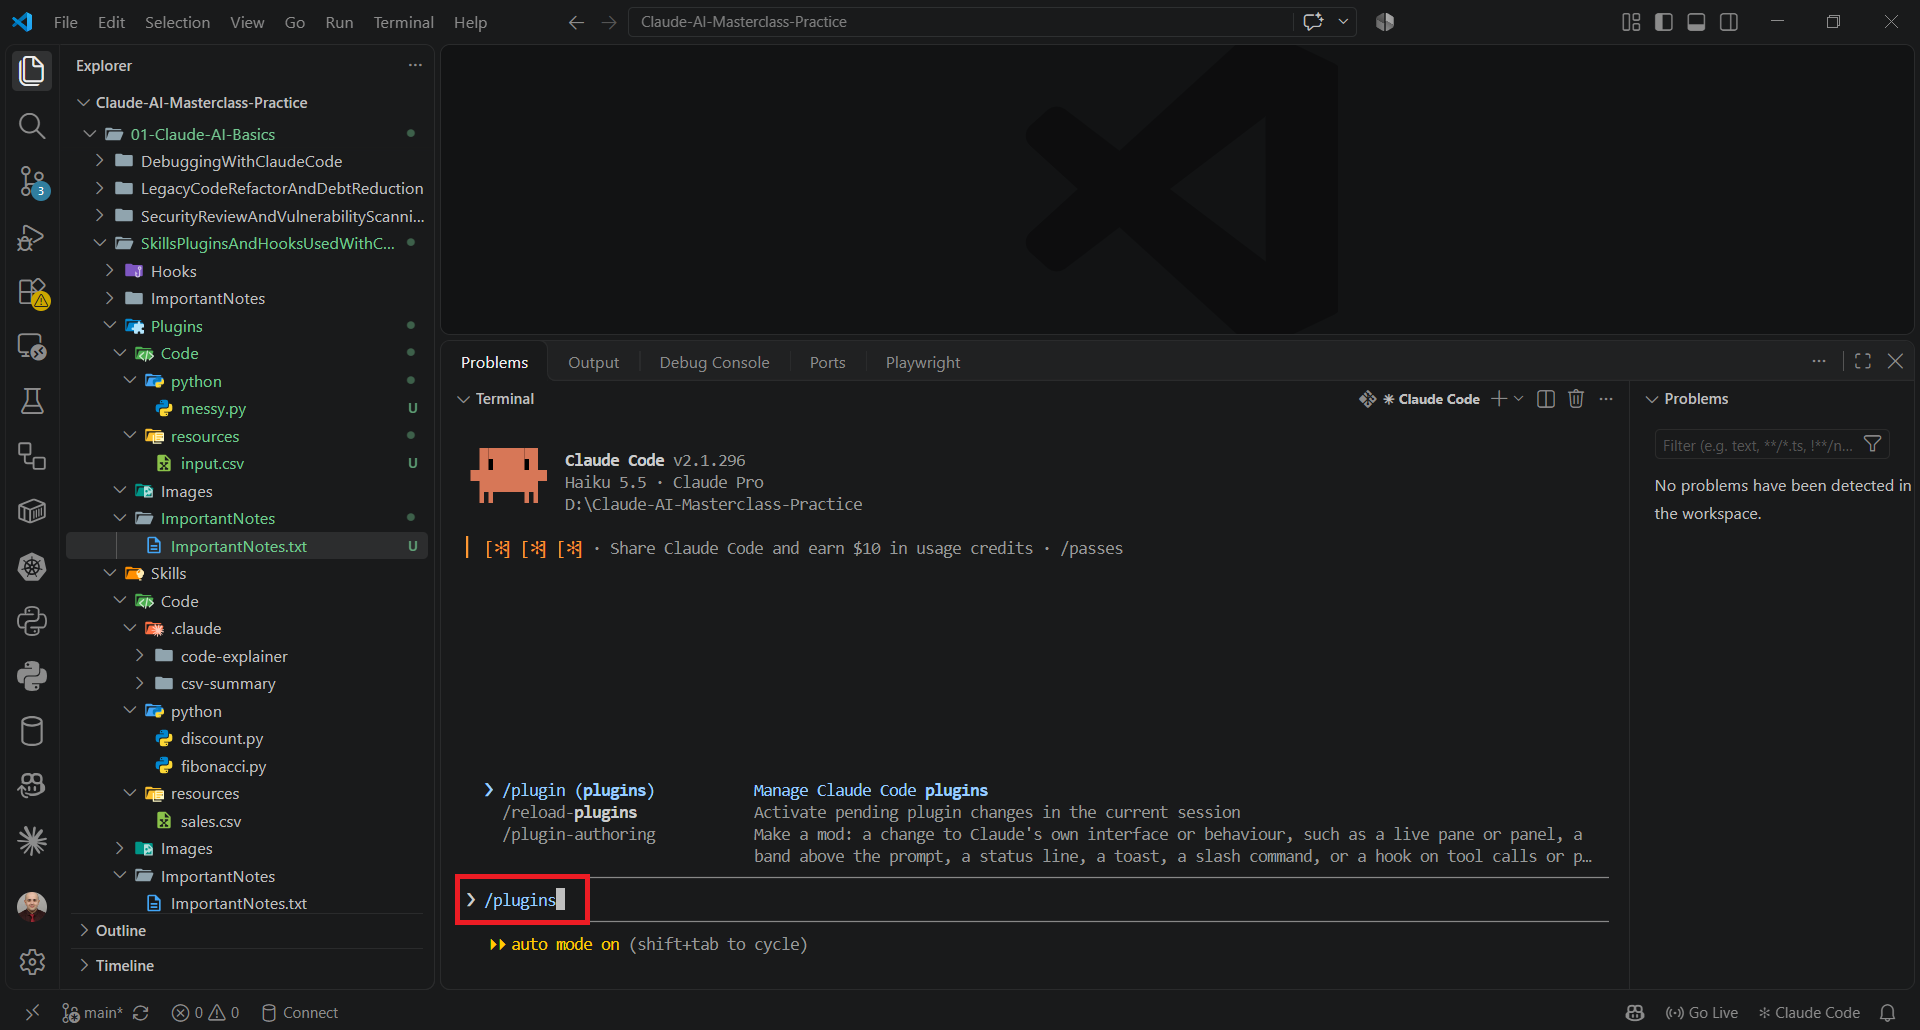 File Edit Selection View Go Run Terminal Help
Claude-AI-Masterclass-Practice
Explorer
Claude-AI-Masterclass-Practice
01-Claude-AI-Basics
DebuggingWithClaudeCode
LegacyCodeRefactorAndDebtReduction
SecurityReviewAndVulnerabilityScanni...
SkillsPluginsAndHooksUsedWithC...
Hooks
ImportantNotes
Plugins
Code
python
messy.py U
resources
input.csv U
Images
ImportantNotes
ImportantNotes.txt U
Skills
Code
.claude
code-explainer
csv-summary
python
discount.py
fibonacci.py
resources
sales.csv
Images
ImportantNotes
ImportantNotes.txt
Outline
Timeline
3
Problems Output Debug Console Ports Playwright
Terminal
Claude Code
Claude Code v2.1.296
Haiku 5.5 · Claude Pro
D:\Claude-AI-Masterclass-Practice
[✻] [✻] [✻] · Share Claude Code and earn $10 in usage credits · /passes
❯ /plugin (plugins) Manage Claude Code plugins
/reload-plugins Activate pending plugin changes in the current session
/plugin-authoring Make a mod: a change to Claude's own interface or behaviour, such as a live pane or panel, a
band above the prompt, a status line, a toast, a slash command, or a hook on tool calls or p…
❯ /plugins
auto mode on (shift+tab to cycle)
Problems
Filter (e.g. text, **/*.ts, !**/n...
No problems have been detected in
the workspace.
main* 0 0 Connect
Go Live Claude Code